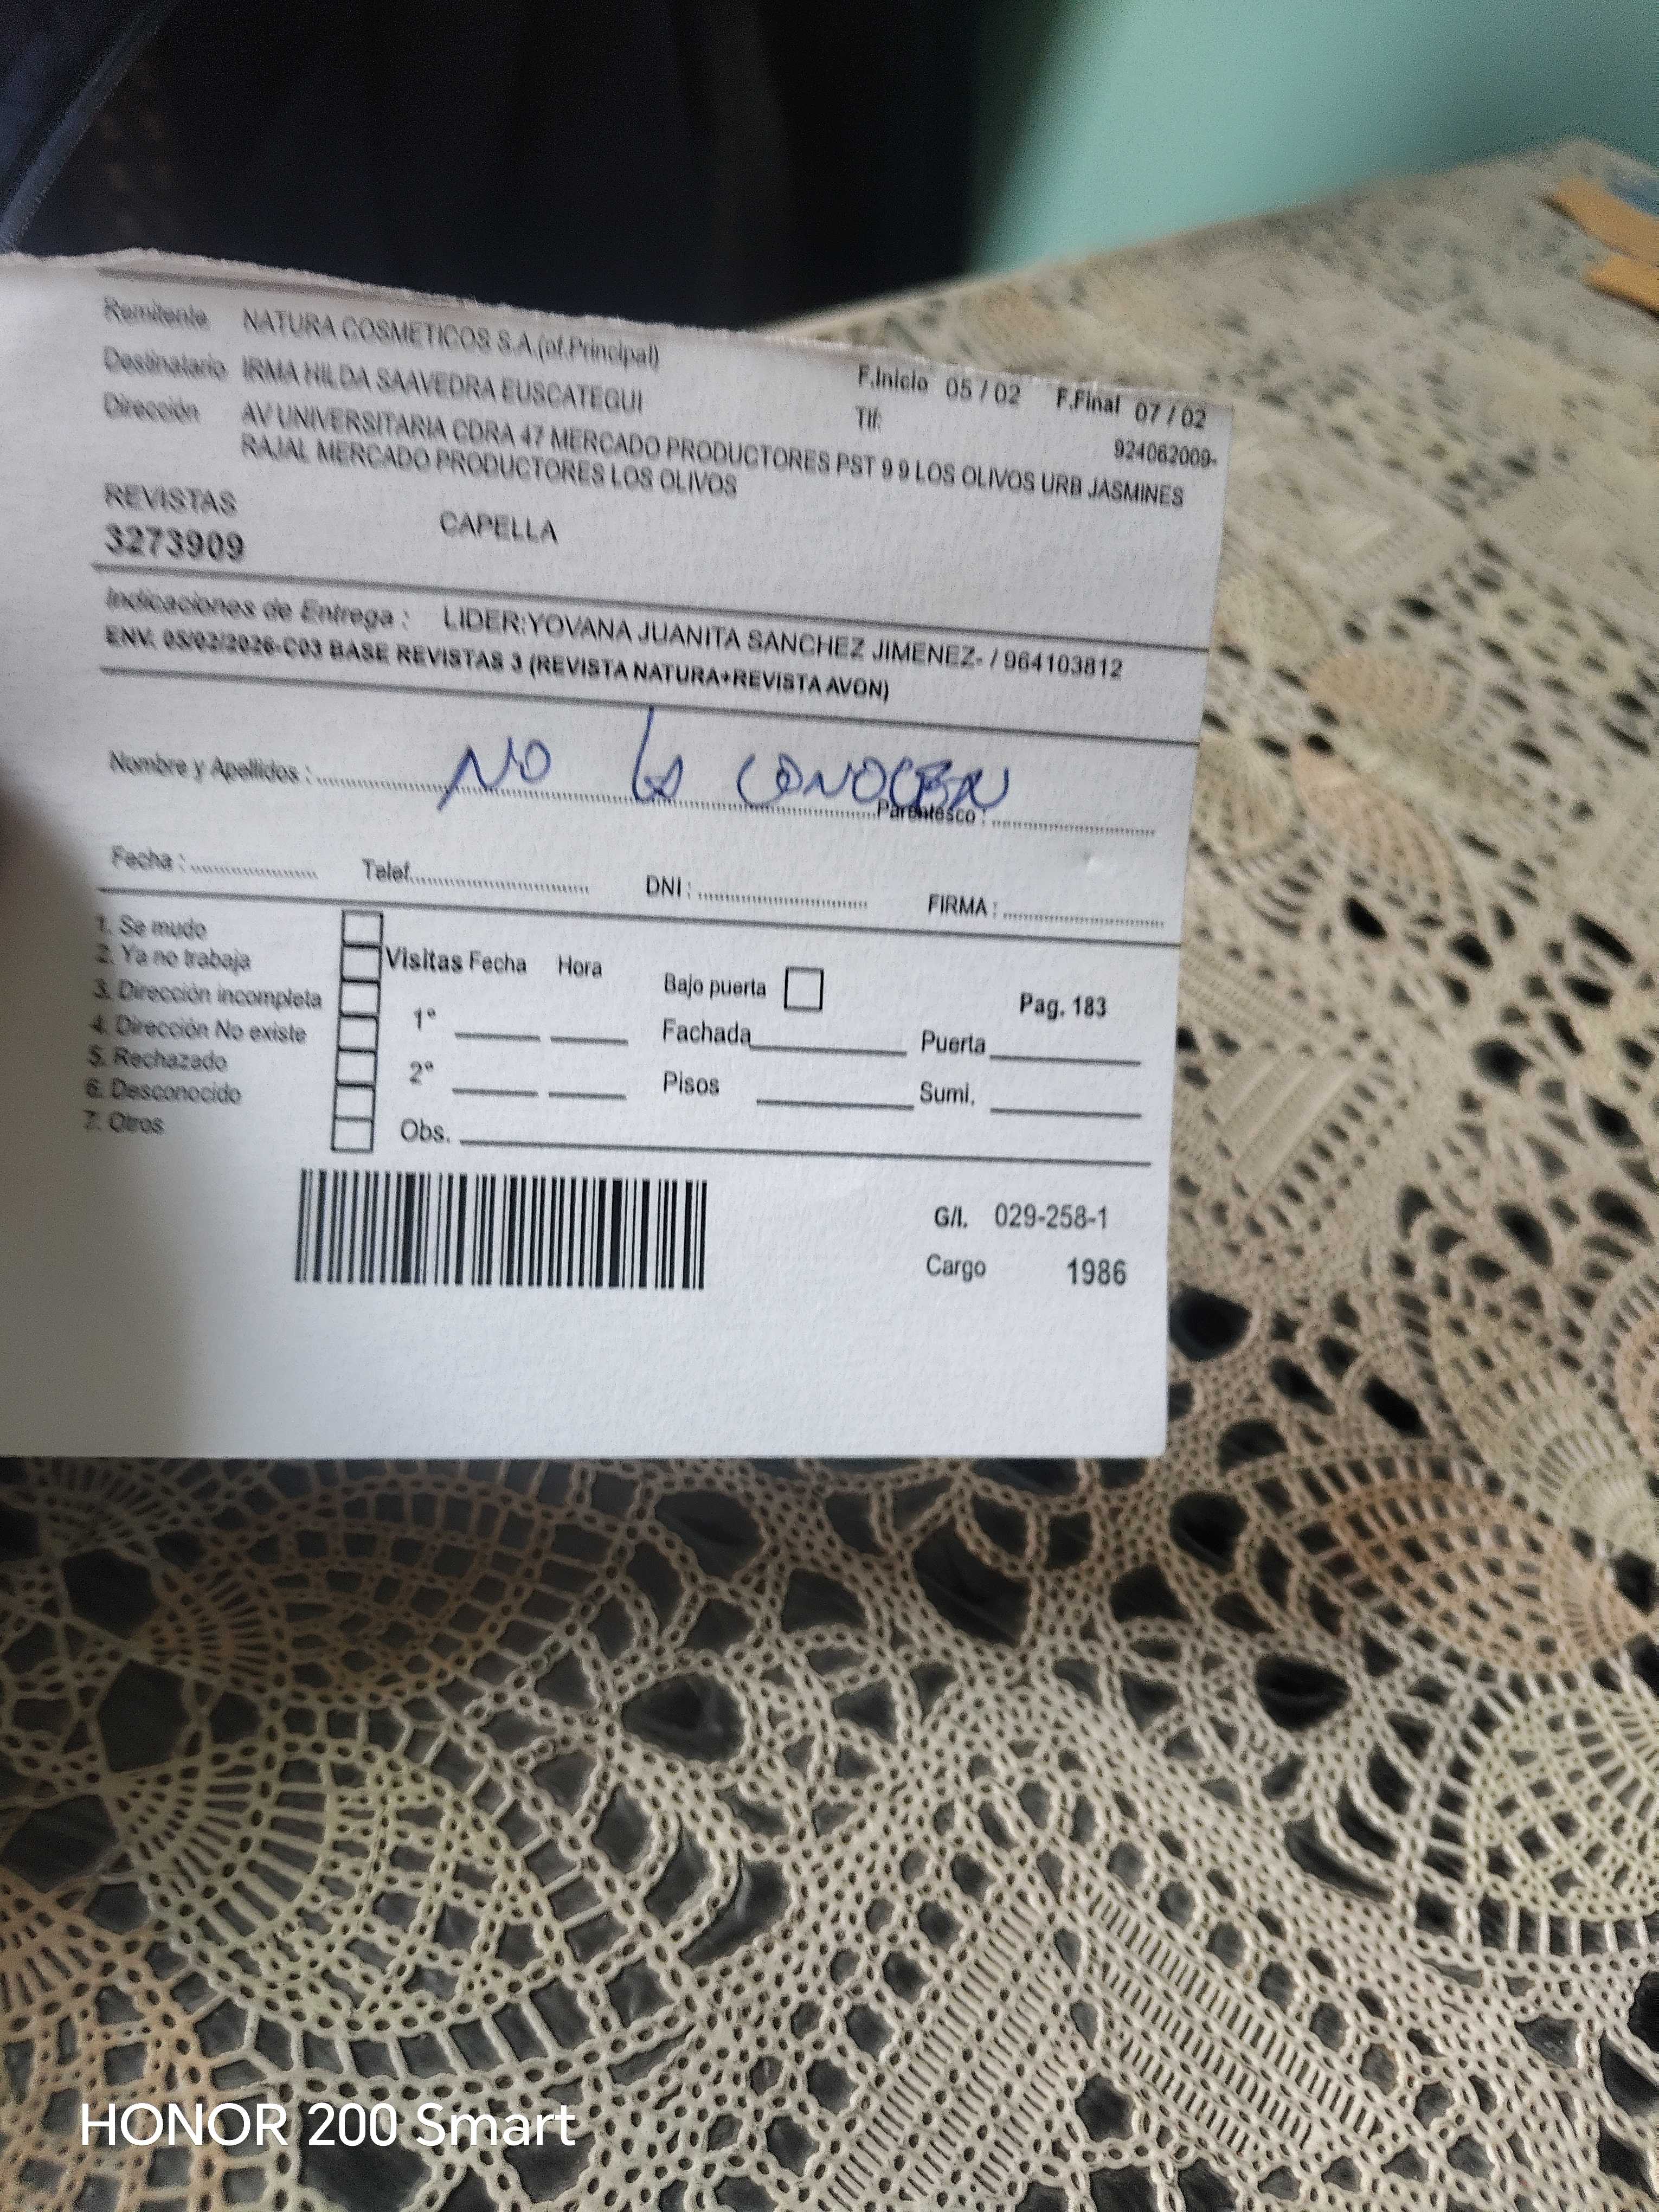 Remitente NATURA COSMETICOS S.A.(of.Principal)
Destinatario IRMA HILDA SAAVEDRA EUSCATEGUI F.Inicio 05 / 02 F.Final 07 / 02
Dirección AV UNIVERSITARIA CDRA 47 MERCADO PRODUCTORES PST 9 9 LOS OLIVOS URB JASMINES Tlf: 924062009-
RAJAL MERCADO PRODUCTORES LOS OLIVOS
REVISTAS CAPELLA
3273909
Indicaciones de Entrega : LIDER:YOVANA JUANITA SANCHEZ JIMENEZ- / 964103812
ENV. 05/02/2026-C03 BASE REVISTAS 3 (REVISTA NATURA+REVISTA AVON)
Nombre y Apellidos : NO la CONOCEN Parentesco :
Fecha : Telef. DNI : FIRMA :
1. Se mudo
2. Ya no trabaja Visitas Fecha Hora Bajo puerta Pag. 183
3. Dirección incompleta 1° Fachada Puerta
4. Dirección No existe
5. Rechazado 2° Pisos Sumi.
6. Desconocido
7. Otros Obs.
G/I. 029-258-1
Cargo 1986
HONOR 200 Smart